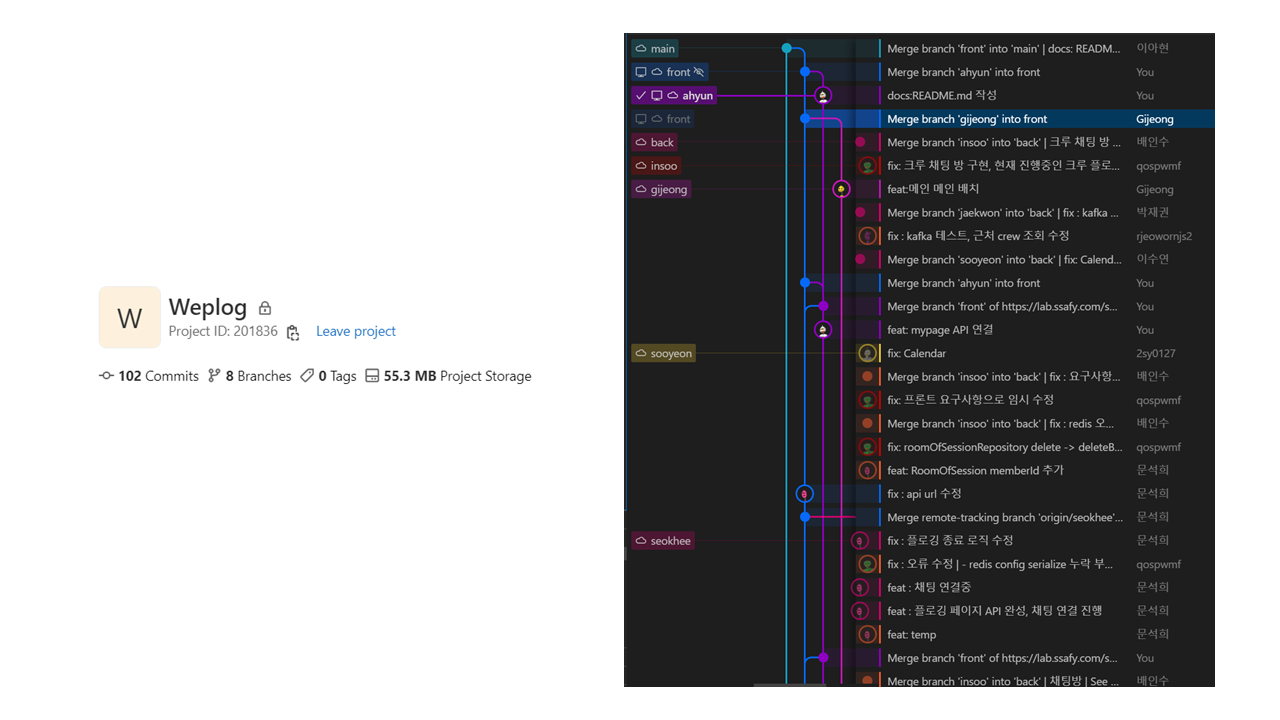 W
Weplog
Project ID: 201836
Leave project
102 Commits 8 Branches 0 Tags 55.3 MB Project Storage
main Merge branch 'front' into 'main' | docs: READM... 이아현
front Merge branch 'ahyun' into front You
ahyun docs:README.md 작성 You
front Merge branch 'gijeong' into front Gijeong
back Merge branch 'insoo' into 'back' | 크루 채팅 방 ... 배인수
insoo fix: 크루 채팅 방 구현, 현재 진행중인 크루 플로... qospwmf
gijeong feat:메인 메인 배치 Gijeong
Merge branch 'jaekwon' into 'back' | fix : kafka ... 박재권
fix : kafka 테스트, 근처 crew 조회 수정 rjeowornjs2
Merge branch 'sooyeon' into 'back' | fix: Calend... 이수연
Merge branch 'ahyun' into front You
Merge branch 'front' of https://lab.ssafy.com/s... You
feat: mypage API 연결 You
sooyeon fix: Calendar 2sy0127
Merge branch 'insoo' into 'back' | fix : 요구사항... 배인수
fix: 프론트 요구사항으로 임시 수정 qospwmf
Merge branch 'insoo' into 'back' | fix : redis 오... 배인수
fix: roomOfSessionRepository delete -> deleteB... qospwmf
feat: RoomOfSession memberId 추가 문석희
fix : api url 수정 문석희
Merge remote-tracking branch 'origin/seokhee'... 문석희
seokhee fix : 플로깅 종료 로직 수정 문석희
fix : 오류 수정 | - redis config serialize 누락 부... qospwmf
feat : 채팅 연결중 문석희
feat : 플로깅 페이지 API 완성, 채팅 연결 진행 문석희
feat: temp 문석희
Merge branch 'front' of https://lab.ssafy.com/s... You
Merge branch 'insoo' into 'back' | 채팅방 | See ... 배인수